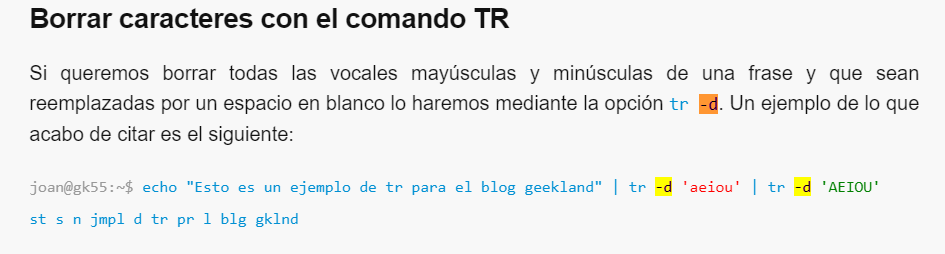 Borrar caracteres con el comando TR
Si queremos borrar todas las vocales mayúsculas y minúsculas de una frase y que sean
reemplazadas por un espacio en blanco lo haremos mediante la opción tr -d. Un ejemplo de lo que
acabo de citar es el siguiente:
joan@gk55:~$ echo "Esto es un ejemplo de tr para el blog geekland" | tr -d 'aeiou' | tr -d 'AEIOU'
st s n jmpl d tr pr l blg gklnd